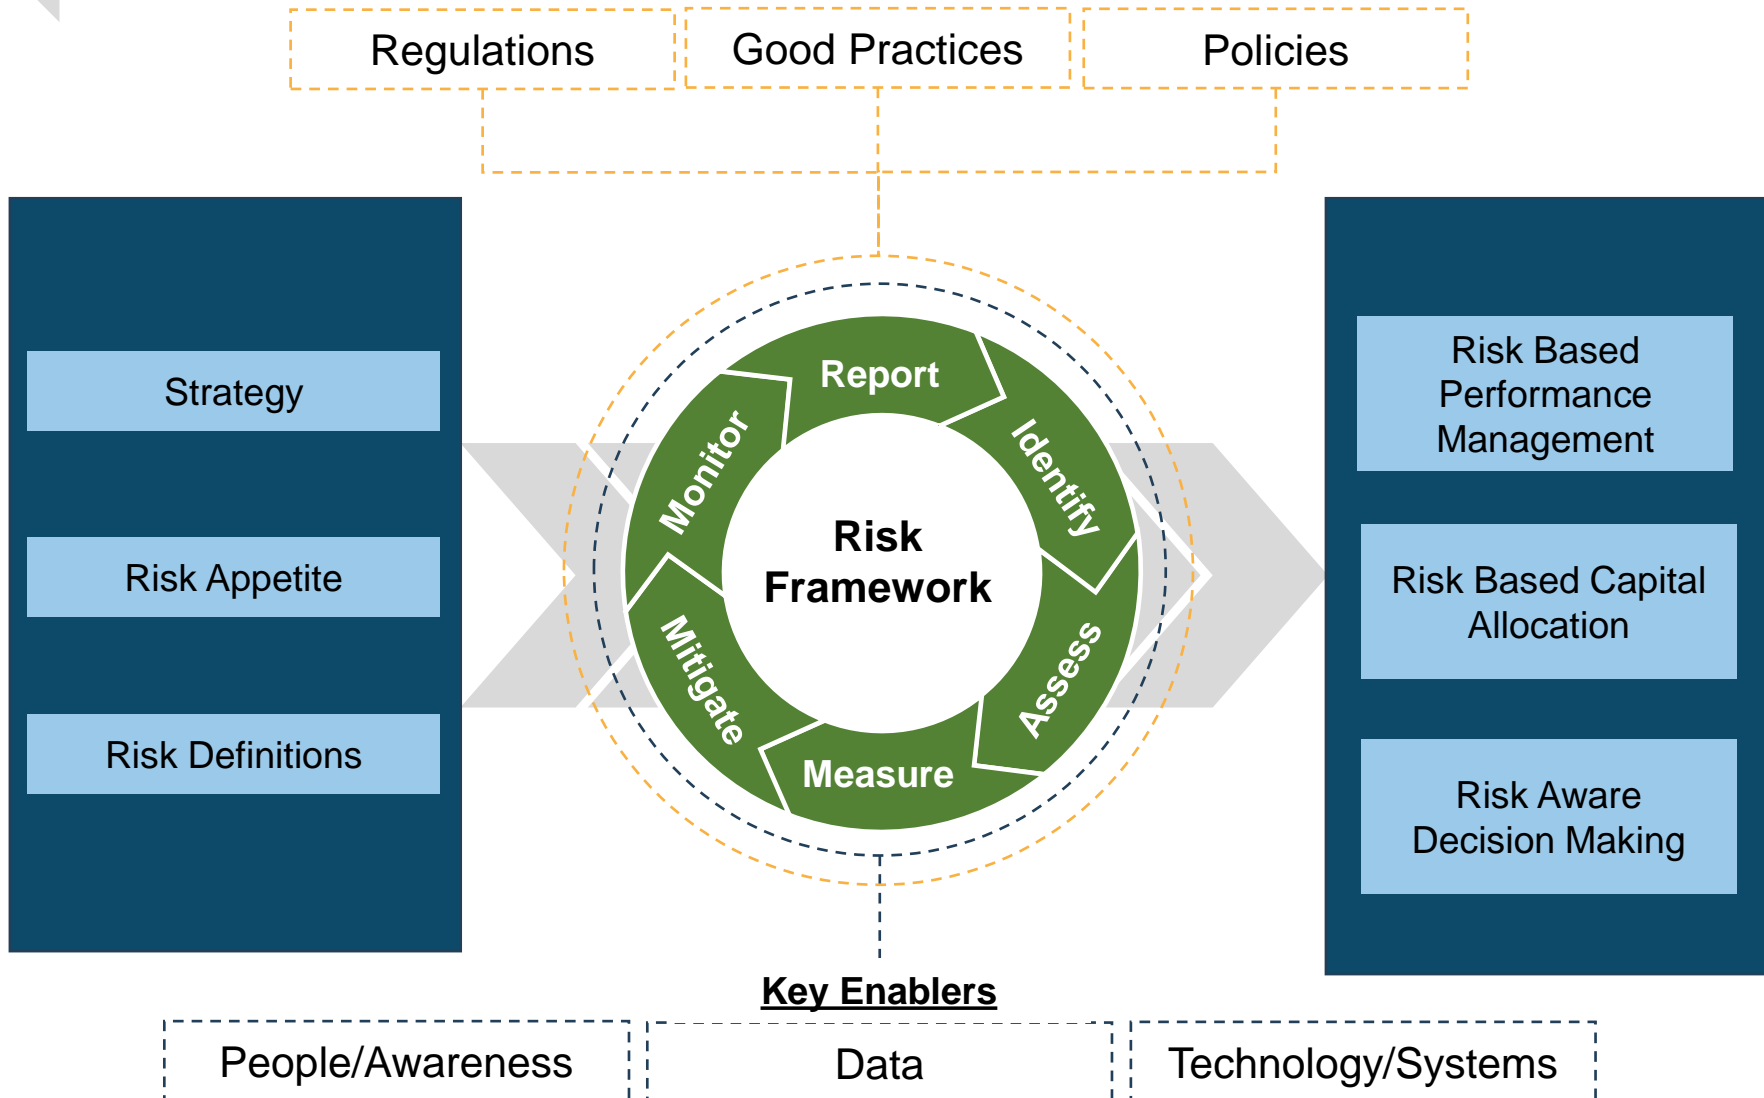 Regulations
Good Practices
Policies
Strategy
Risk Appetite
Risk Definitions
Report
Identify
Assess
Measure
Mitigate
Monitor
Risk
Framework
Risk Based
Performance
Management
Risk Based Capital
Allocation
Risk Aware
Decision Making
Key Enablers
People/Awareness
Data
Technology/Systems